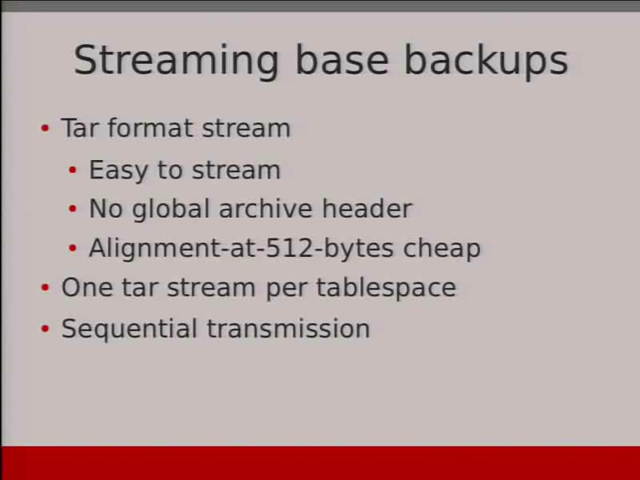 Streaming base backups
• Tar format stream
• Easy to stream
• No global archive header
• Alignment-at-512-bytes cheap
• One tar stream per tablespace
• Sequential transmission